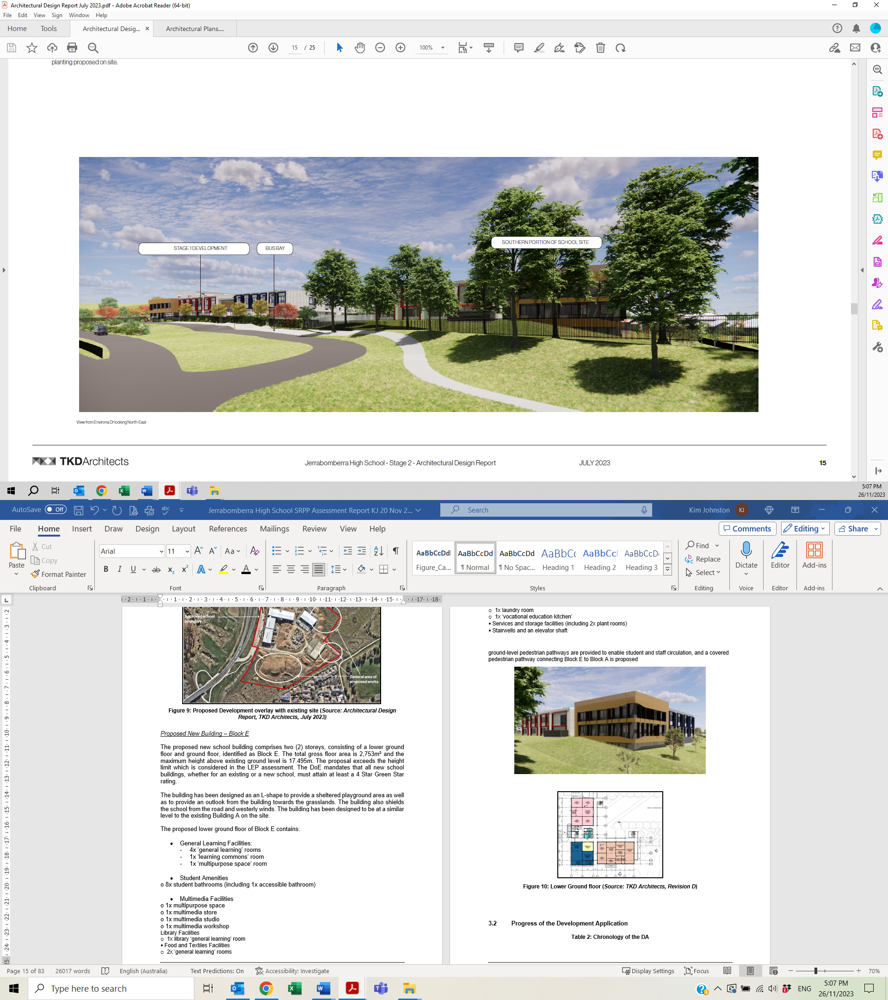 Architectural Design Report July 2023.pdf - Adobe Acrobat Reader (64-bit)
File Edit View Sign Window Help
Home Tools Architectural Desig... × Architectural Plans....
15 / 25 100%
planting proposed on site.
STAGE 1 DEVELOPMENT
BUS BAY
SOUTHERN PORTION OF SCHOOL SITE
View from Environa Dr looking North-East
TKDArchitects
Jerrabomberra High School - Stage 2 - Architectural Design Report
JULY 2023
15
5:07 PM
26/11/2023
AutoSave Off
Jerrabomberra High School SRPP Assessment Report KJ 20 Nov 2...
Search
Kim Johnston KJ
File Home Insert Draw Design Layout References Mailings Review View Help
Comments Editing Share
Paste
Cut
Copy
Format Painter
Clipboard
Arial 11
Font
Paragraph
AaBbCcDdI AaBbCcDd AaBbCcDd AaBbC AaBbCcI AaBbCcD
Figure_Ca... ¶ Normal ¶ No Spac... Heading 1 Heading 2 Heading 3
Styles
Find
Replace
Select
Editing
Dictate
Voice
Editor
Editor
Add-ins
Add-ins
Approved school
boundary
General area of
proposed works
Figure 9: Proposed Development overlay with existing site (Source: Architectural Design
Report, TKD Architects, July 2023)
Proposed New Building – Block E
The proposed new school building comprises two (2) storeys, consisting of a lower ground
floor and ground floor, identified as Block E. The total gross floor area is 2,753m² and the
maximum height above existing ground level is 17.495m. The proposal exceeds the height
limit which is considered in the LEP assessment. The DoE mandates that all new school
buildings, whether for an existing or a new school, must attain at least a 4 Star Green Star
rating.
The building has been designed as an L-shape to provide a sheltered playground area as well
as to provide an outlook from the building towards the grasslands. The building also shields
the school from the road and westerly winds. The building has been designed to be at a similar
level to the existing Building A on the site.
The proposed lower ground floor of Block E contains:
• General Learning Facilities:
- 4x ‘general learning’ rooms
- 1x ‘learning commons’ room
- 1x ‘multipurpose space’ room
• Student Amenities
o 8x student bathrooms (including 1x accessible bathroom)
• Multimedia Facilities
o 1x multipurpose space
o 1x multimedia store
o 1x multimedia studio
o 1x multimedia workshop
Library Facilities
o 1x library ‘general learning’ room
• Food and Textiles Facilities
o 2x ‘general learning’ rooms
o 1x laundry room
o 1x ‘vocational education kitchen’
• Services and storage facilities (including 2x plant rooms)
• Stairwells and an elevator shaft
ground-level pedestrian pathways are provided to enable student and staff circulation, and a covered
pedestrian pathway connecting Block E to Block A is proposed
Figure 10: Lower Ground floor (Source: TKD Architects, Revision D)
3.2 Progress of the Development Application
Table 2: Chronology of the DA
Page 15 of 83 26017 words English (Australia) Text Predictions: On Accessibility: Investigate
Display Settings Focus 70%
Type here to search
ENG
5:07 PM
26/11/2023